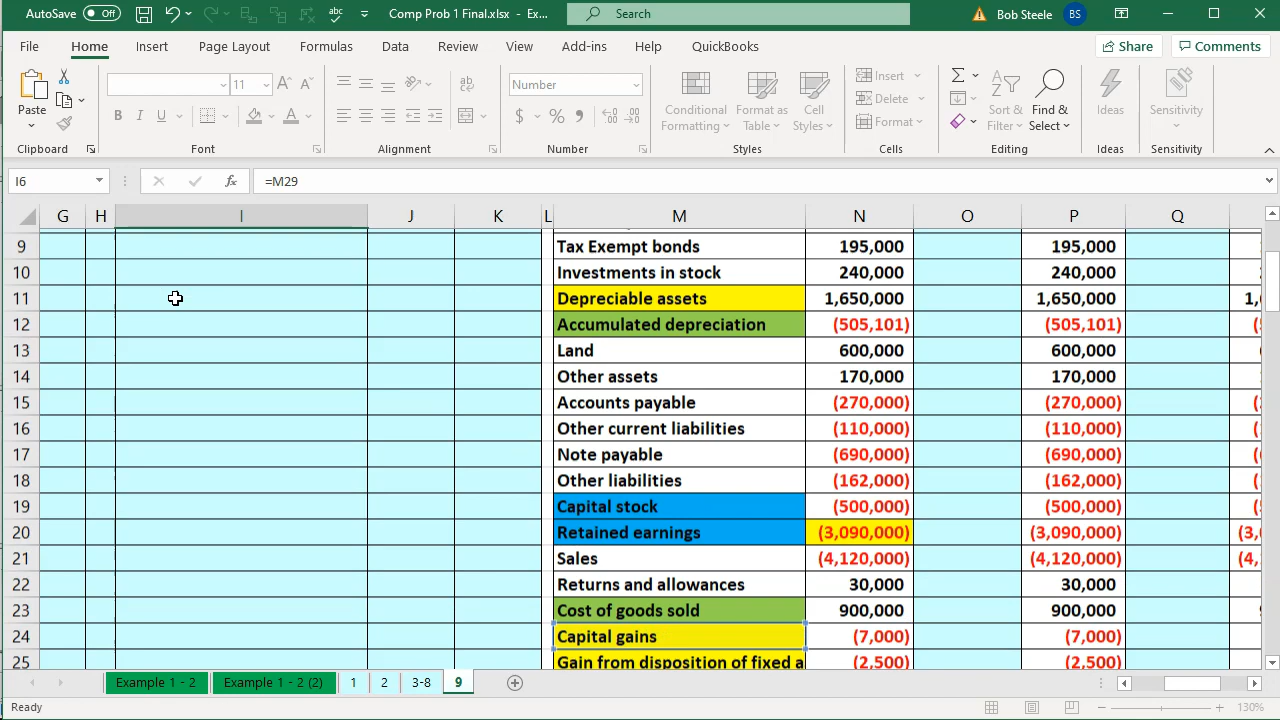 AutoSave Off Comp Prob 1 Final.xlsx - Ex... Search Bob Steele BS
File Home Insert Page Layout Formulas Data Review View Add-ins Help QuickBooks Share Comments
Paste 11 A A ab Number Conditional Formatting Format as Table Cell Styles Insert Delete Format Sort & Filter Find & Select Ideas Sensitivity
B I U A $ % 9
Clipboard Font Alignment Number Styles Cells Editing Ideas Sensitivity
I6 fx =M29
G H I J K L M N O P Q
9 Tax Exempt bonds 195,000 195,000
10 Investments in stock 240,000 240,000
11 Depreciable assets 1,650,000 1,650,000 1,
12 Accumulated depreciation (505,101) (505,101) (
13 Land 600,000 600,000
14 Other assets 170,000 170,000
15 Accounts payable (270,000) (270,000) (
16 Other current liabilities (110,000) (110,000) (
17 Note payable (690,000) (690,000) (
18 Other liabilities (162,000) (162,000) (
19 Capital stock (500,000) (500,000) (
20 Retained earnings (3,090,000) (3,090,000) (3,
21 Sales (4,120,000) (4,120,000) (4,
22 Returns and allowances 30,000 30,000
23 Cost of goods sold 900,000 900,000
24 Capital gains (7,000) (7,000)
25 Gain from disposition of fixed a (2,500) (2,500)
Example 1 - 2 Example 1 - 2 (2) 1 2 3-8 9
Ready 130%